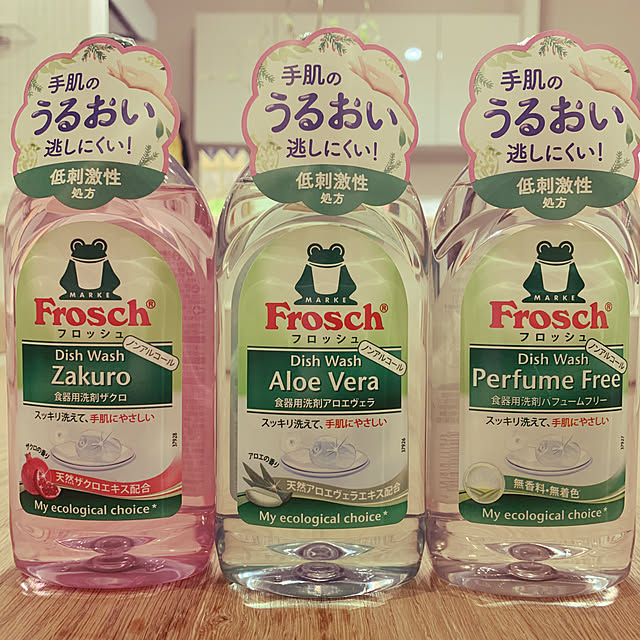 手肌の
うるおい
逃しにくい!
低刺激性
処方
MARKE
Frosch®
フロッシュ
ノンアルコール
Dish Wash
Zakuro
食器用洗剤ザクロ
スッキリ洗えて、手肌にやさしい
ザクロの香り
天然ザクロエキス配合
My ecological choice*
37928
手肌の
うるおい
逃しにくい!
低刺激性
処方
MARKE
Frosch®
フロッシュ
ノンアルコール
Dish Wash
Aloe Vera
食器用洗剤アロエヴェラ
スッキリ洗えて、手肌にやさしい
アロエの香り
天然アロエヴェラエキス配合
My ecological choice*
37926
手肌の
うるおい
逃しにくい!
低刺激性
処方
MARKE
Frosch®
フロッシュ
ノンアルコール
Dish Wash
Perfume Free
食器用洗剤パフュームフリー
スッキリ洗えて、手肌にやさしい
無香料・無着色
My ecological choice*
37927